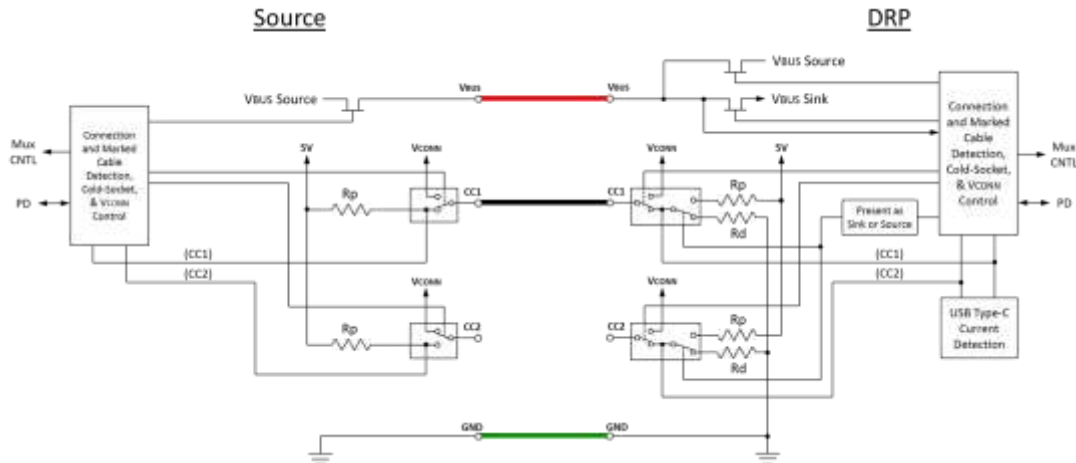 Source
DRP
VBUS Source
VBUS
VBUS
VBUS Source
VBUS Sink
Connection
and Marked
Cable
Detection,
Cold-Socket,
& VCONN
Control
Mux
CNTL
PD
5V
VCONN
Rp
CC1
CC1
VCONN
5V
Rp
Rd
Present as
Sink or Source
Connection
and Marked
Cable
Detection,
Cold-Socket,
& VCONN
Control
Mux
CNTL
PD
(CC1)
(CC2)
(CC1)
(CC2)
VCONN
Rp
CC2
CC2
VCONN
Rp
Rd
USB Type-C
Current
Detection
GND
GND